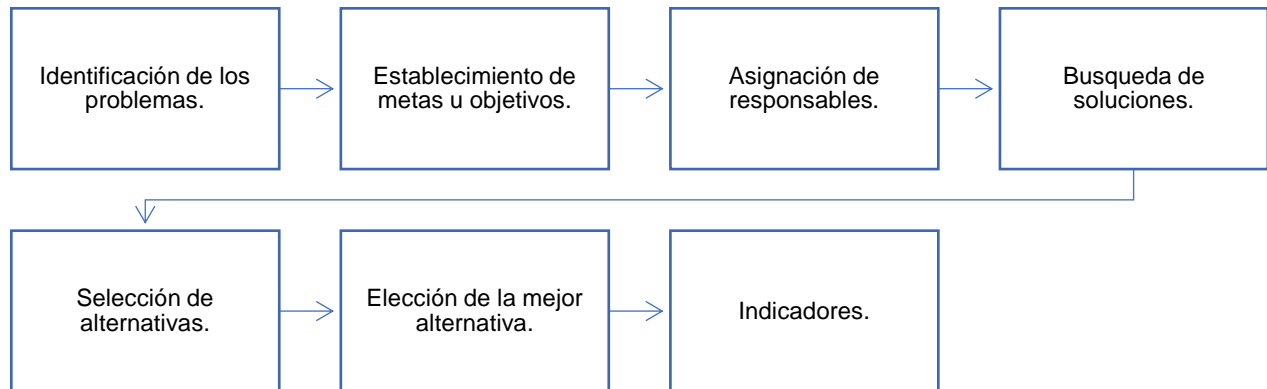 Identificación de los
problemas.
Establecimiento de
metas u objetivos.
Asignación de
responsables.
Busqueda de
soluciones.
Selección de
alternativas.
Elección de la mejor
alternativa.
Indicadores.